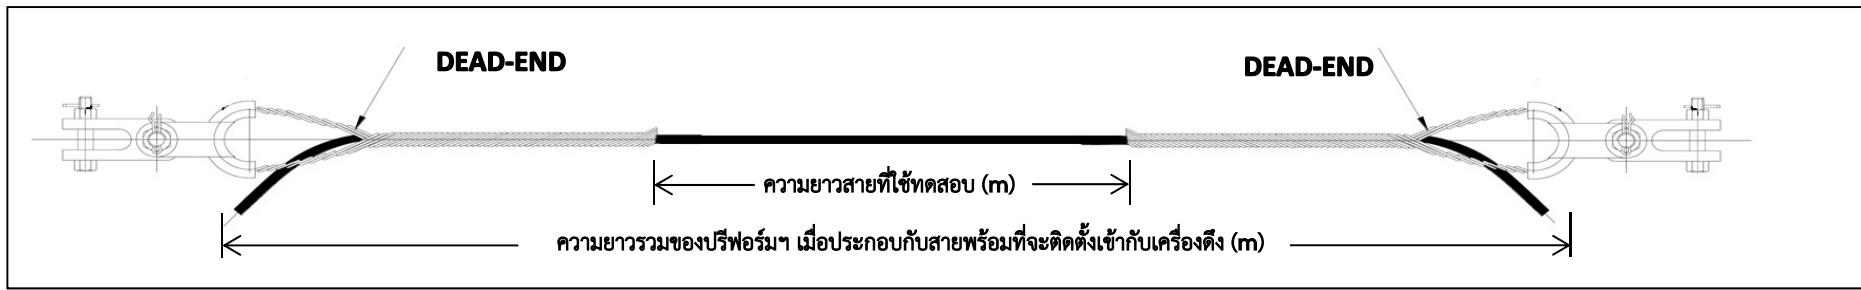 DEAD-END
DEAD-END
ความยาวสายที่ใช้ทดสอบ (m)
ความยาวรวมของปรีฟอร์มฯ เมื่อประกอบกับสายพร้อมที่จะติดตั้งเข้ากับเครื่องดึง (m)